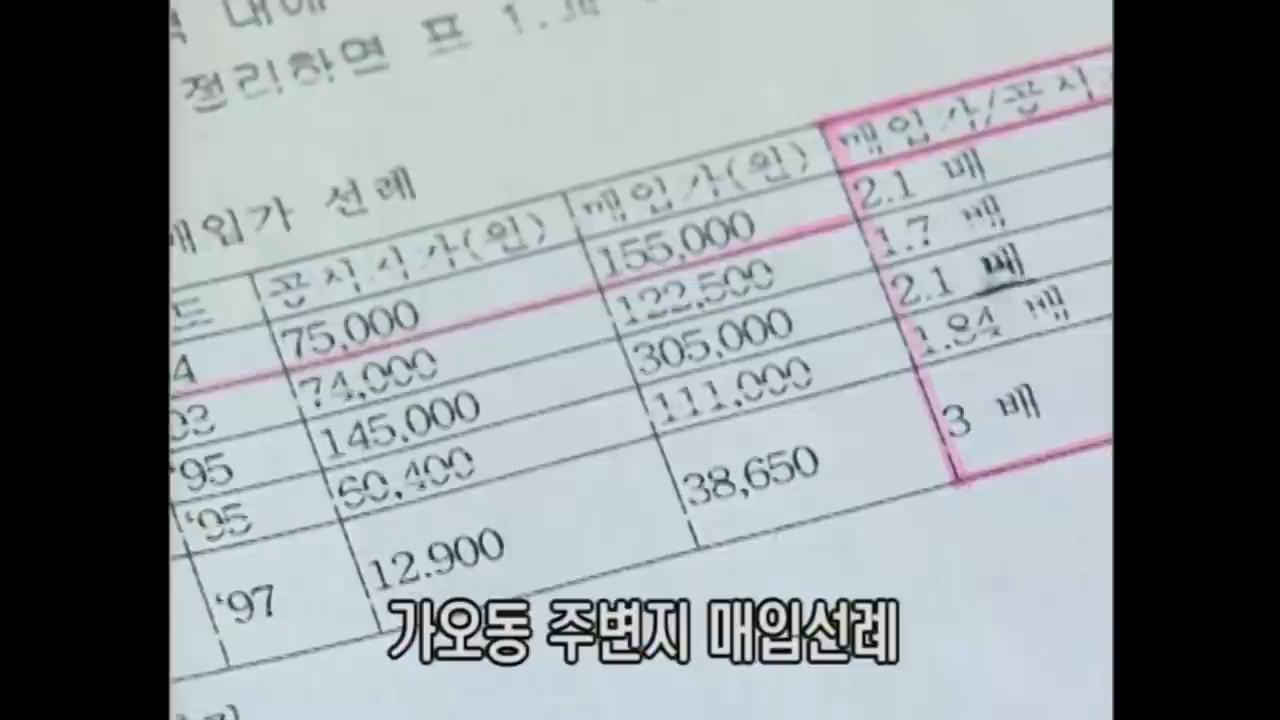 정리하면 표 1.
매입가 선례
공시지가(원) 매입가(원) 매입가/공시
75,000 155,000 2.1 배
74,000 122,500 1.7 배
'95 145,000 305,000 2.1 배
'95 60,400 111,000 1.84 배
'97 12.900 38,650 3 배
가오동 주변지 매입선례